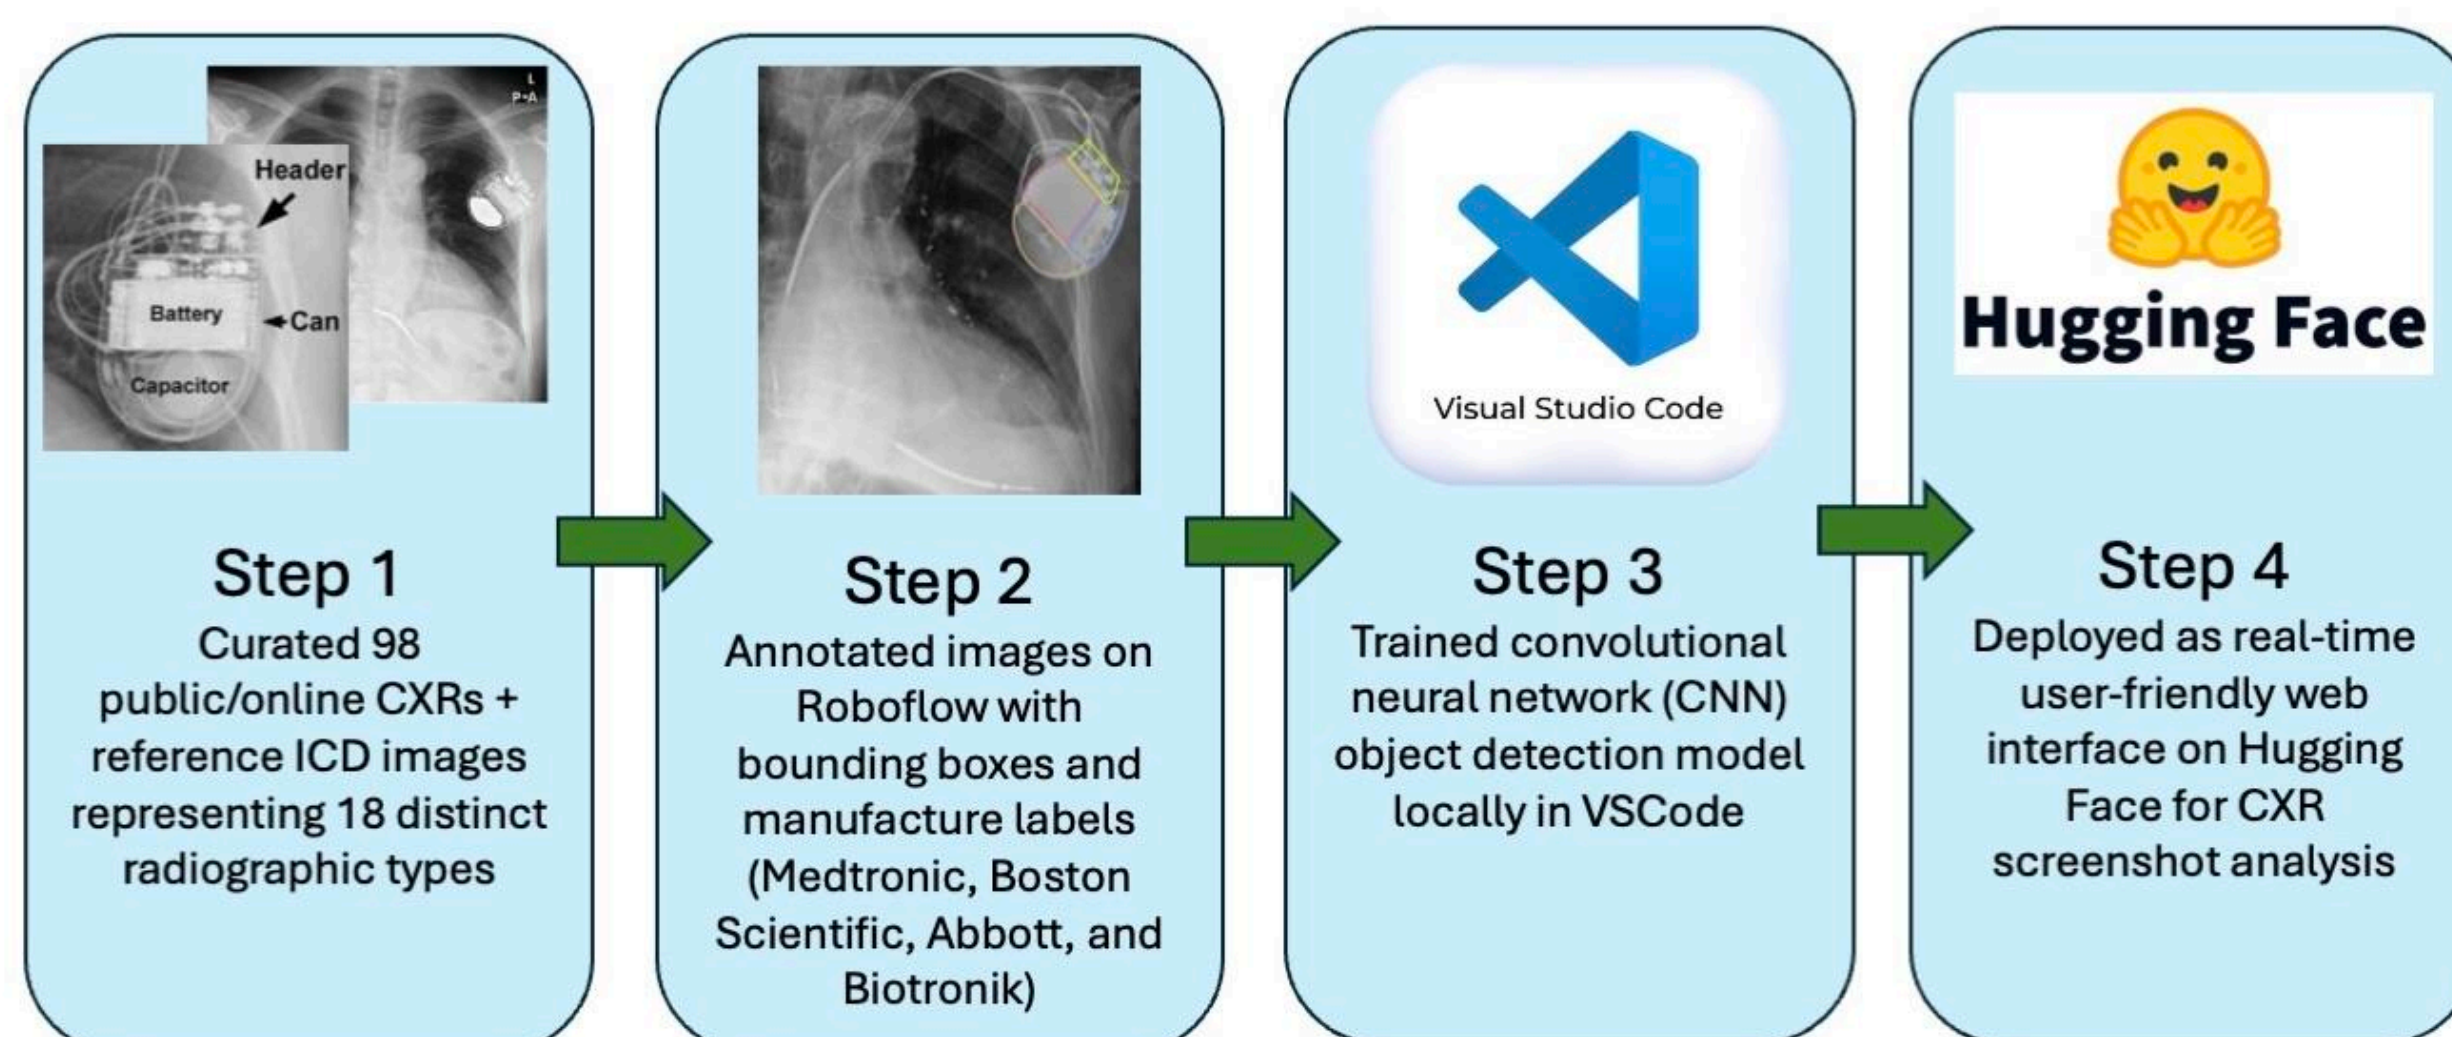 L
P-A
Header
Battery
Can
Capacitor
Step 1
Curated 98
public/online CXRs +
reference ICD images
representing 18 distinct
radiographic types
Step 2
Annotated images on
Roboflow with
bounding boxes and
manufacture labels
(Medtronic, Boston
Scientific, Abbott, and
Biotronik)
Visual Studio Code
Step 3
Trained convolutional
neural network (CNN)
object detection model
locally in VSCode
Hugging Face
Step 4
Deployed as real-time
user-friendly web
interface on Hugging
Face for CXR
screenshot analysis